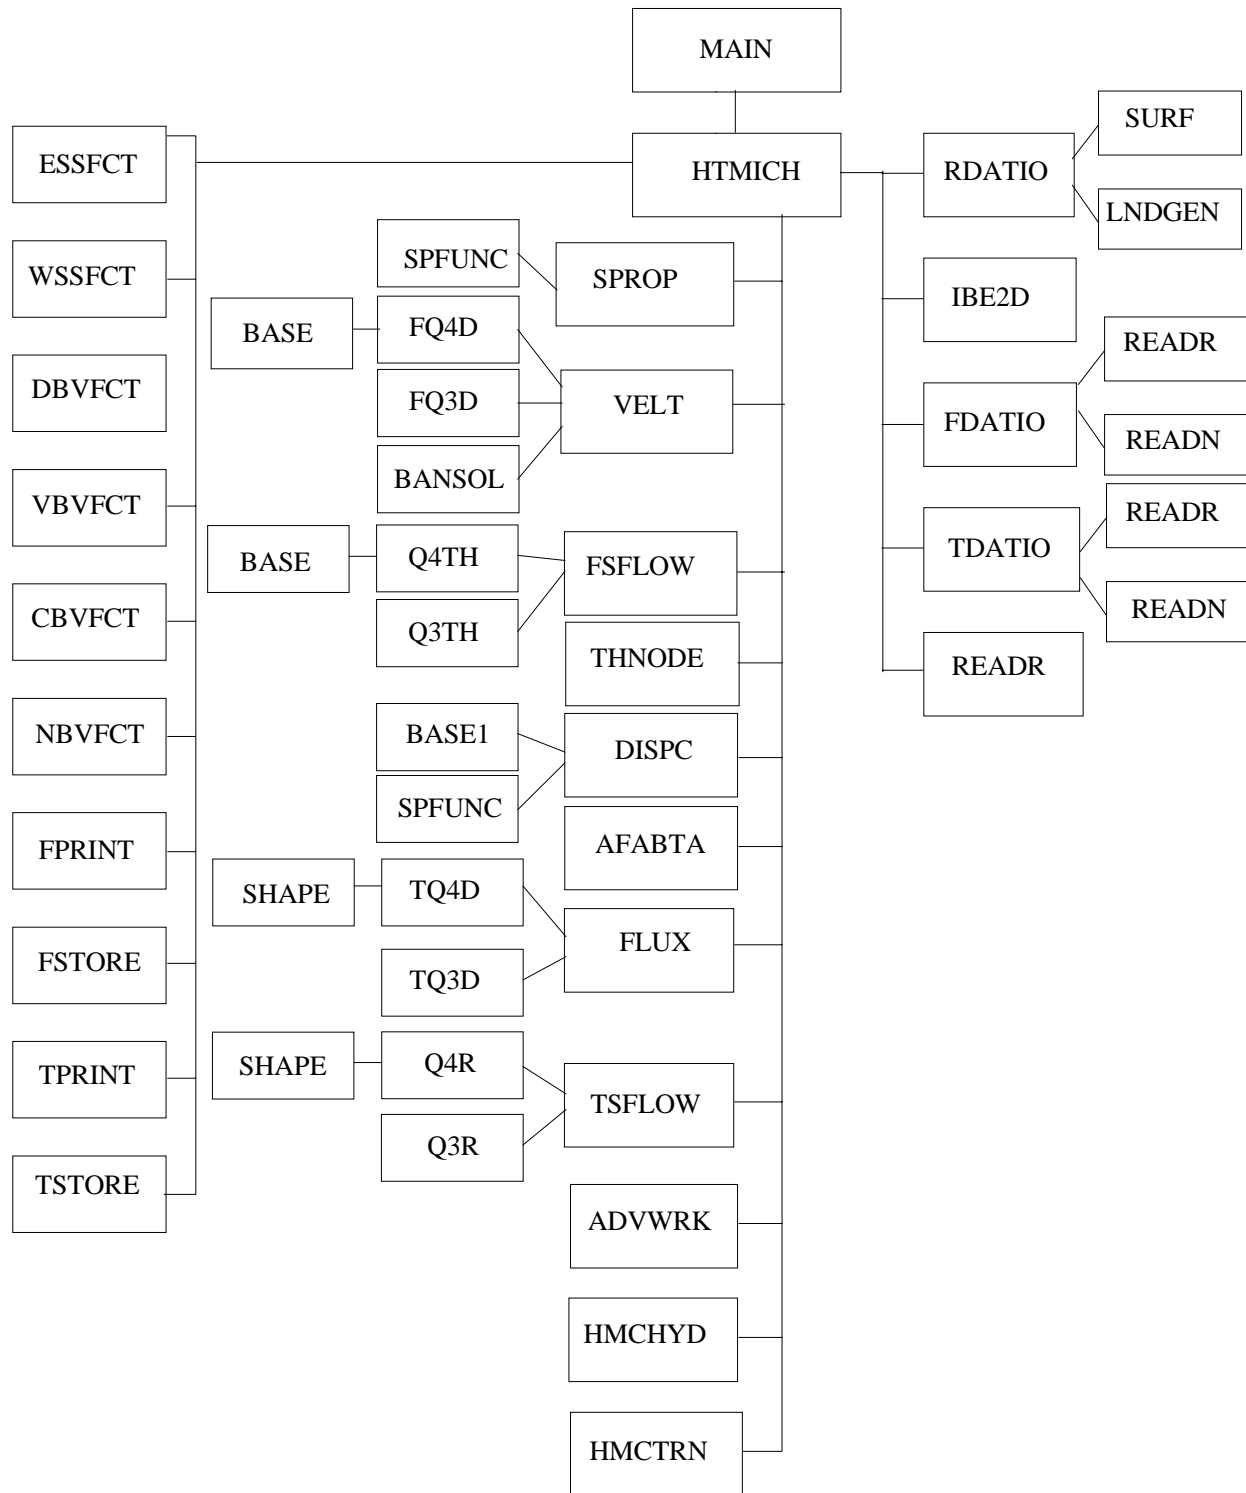 MAIN
SURF
ESSFCT
HTMICH
RDATIO
LNDGEN
WSSFCT
SPFUNC
SPROP
IBE2D
BASE
FQ4D
READR
DBVFCT
FQ3D
VELT
FDATIO
READN
VBVFCT
BANSOL
READR
BASE
Q4TH
FSFLOW
TDATIO
CBVFCT
Q3TH
READN
THNODE
READR
NBVFCT
BASE1
DISPC
SPFUNC
FPRINT
AFABTA
SHAPE
TQ4D
FSTORE
FLUX
TQ3D
TPRINT
SHAPE
Q4R
TSFLOW
Q3R
TSTORE
ADVWRK
HMCHYD
HMCTRN